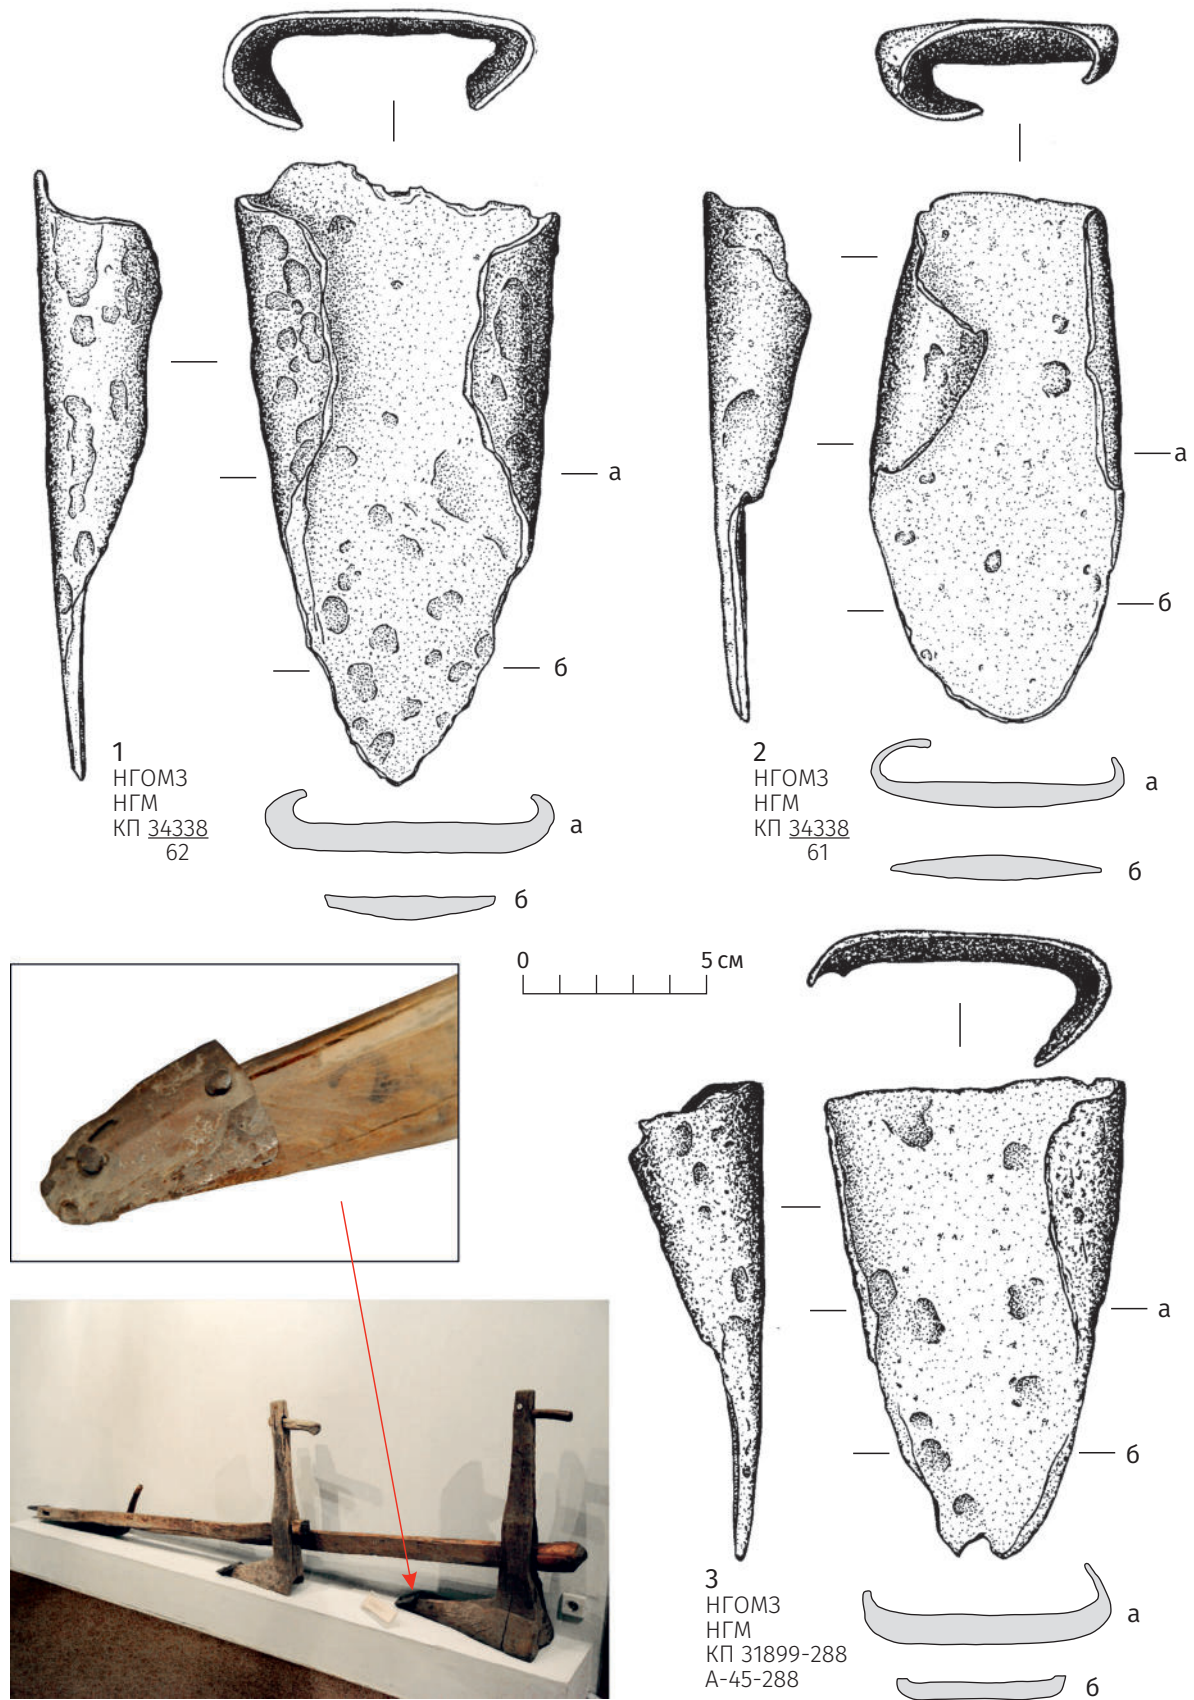 а
б
1
НГОМЗ
НГМ
КП 34338
62
а
б
а
б
2
НГОМЗ
НГМ
КП 34338
61
а
б
0 5 см
а
б
3
НГОМЗ
НГМ
КП 31899-288
А-45-288
а
б